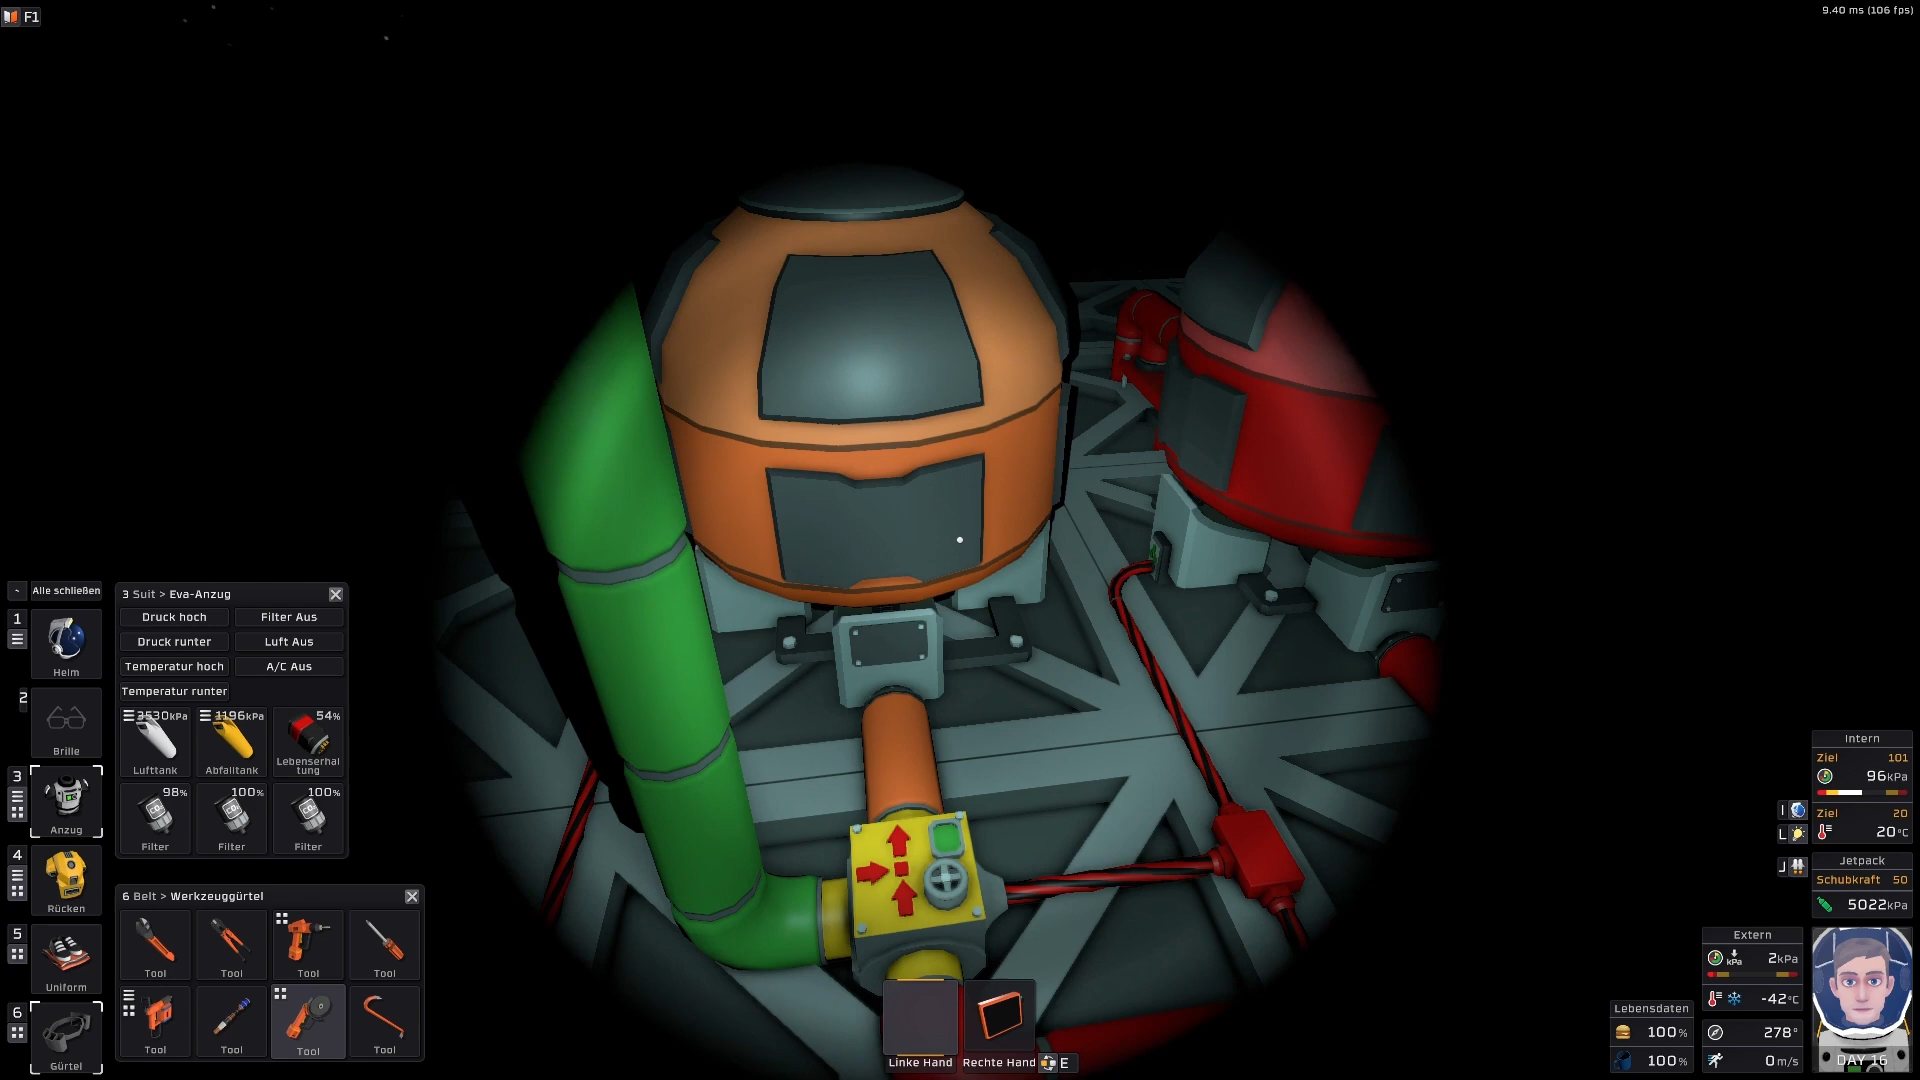 F1
9.40 ms (106 fps)
~ Alle schließen
1
Helm
2
Brille
3
Anzug
4
Rücken
5
Uniform
6
Gürtel
3 Suit > Eva-Anzug
Druck hoch
Filter Aus
Druck runter
Luft Aus
Temperatur hoch
A/C Aus
Temperatur runter
3530kPa
Lufttank
1196kPa
Abfalltank
54%
Lebenserhaltung
98%
Filter
100%
Filter
100%
Filter
6 Belt > Werkzeuggürtel
Tool
Tool
Tool
Tool
Tool
Tool
Tool
Tool
Linke Hand
Rechte Hand
E
Intern
Ziel 101
96kPa
Ziel 20
20°C
I
L
J
Jetpack
Schubkraft 50
5022kPa
Extern
kPa 2kPa
-42°C
278°
0m/s
Lebensdaten
100%
100%
DAY 16